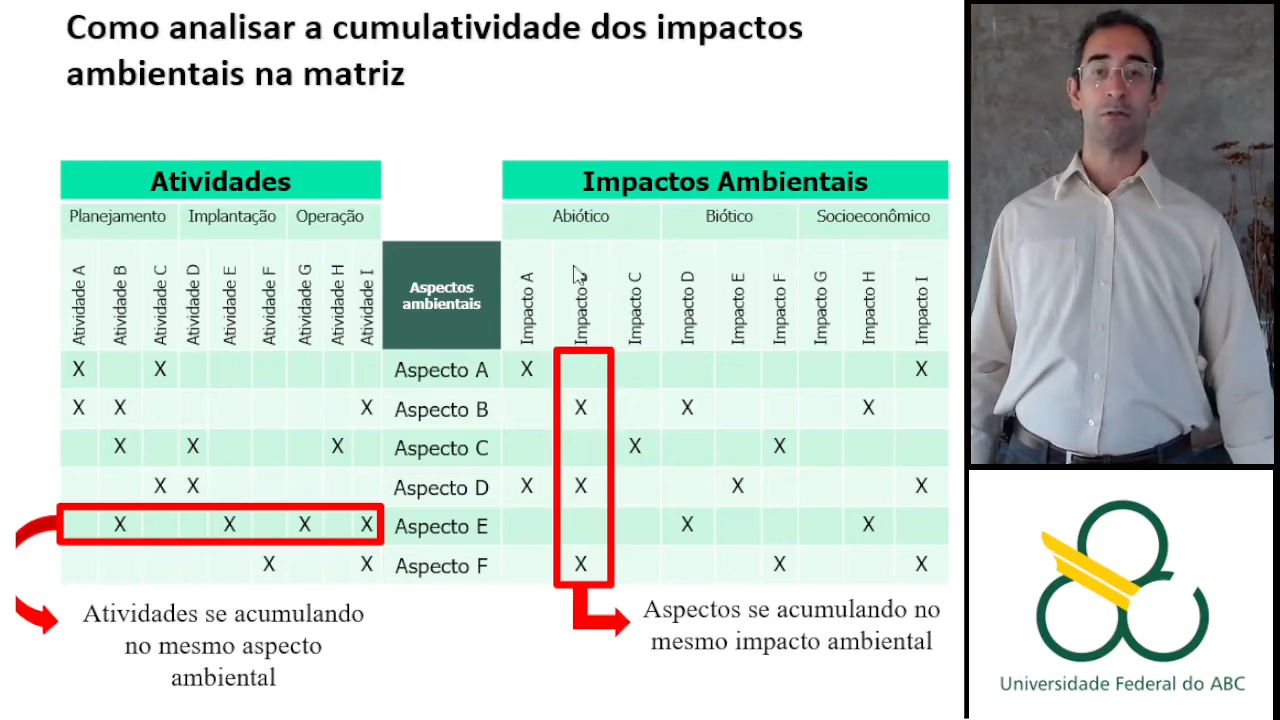 Como analisar a cumulatividade dos impactos
ambientais na matriz
Atividades
Impactos Ambientais
Planejamento Implantação Operação
Abiótico Biótico Socioeconômico
Atividade A Atividade B Atividade C Atividade D Atividade E Atividade F Atividade G Atividade H Atividade I
Aspectos
ambientais
Impacto A Impacto Impacto C Impacto D Impacto E Impacto F Impacto G Impacto H Impacto I
X X Aspecto A X X
X X X Aspecto B X X X
X X X Aspecto C X X
X X Aspecto D X X X X
X X X X Aspecto E X X
X X Aspecto F X X X
Atividades se acumulando
no mesmo aspecto
ambiental
Aspectos se acumulando no
mesmo impacto ambiental
Universidade Federal do ABC